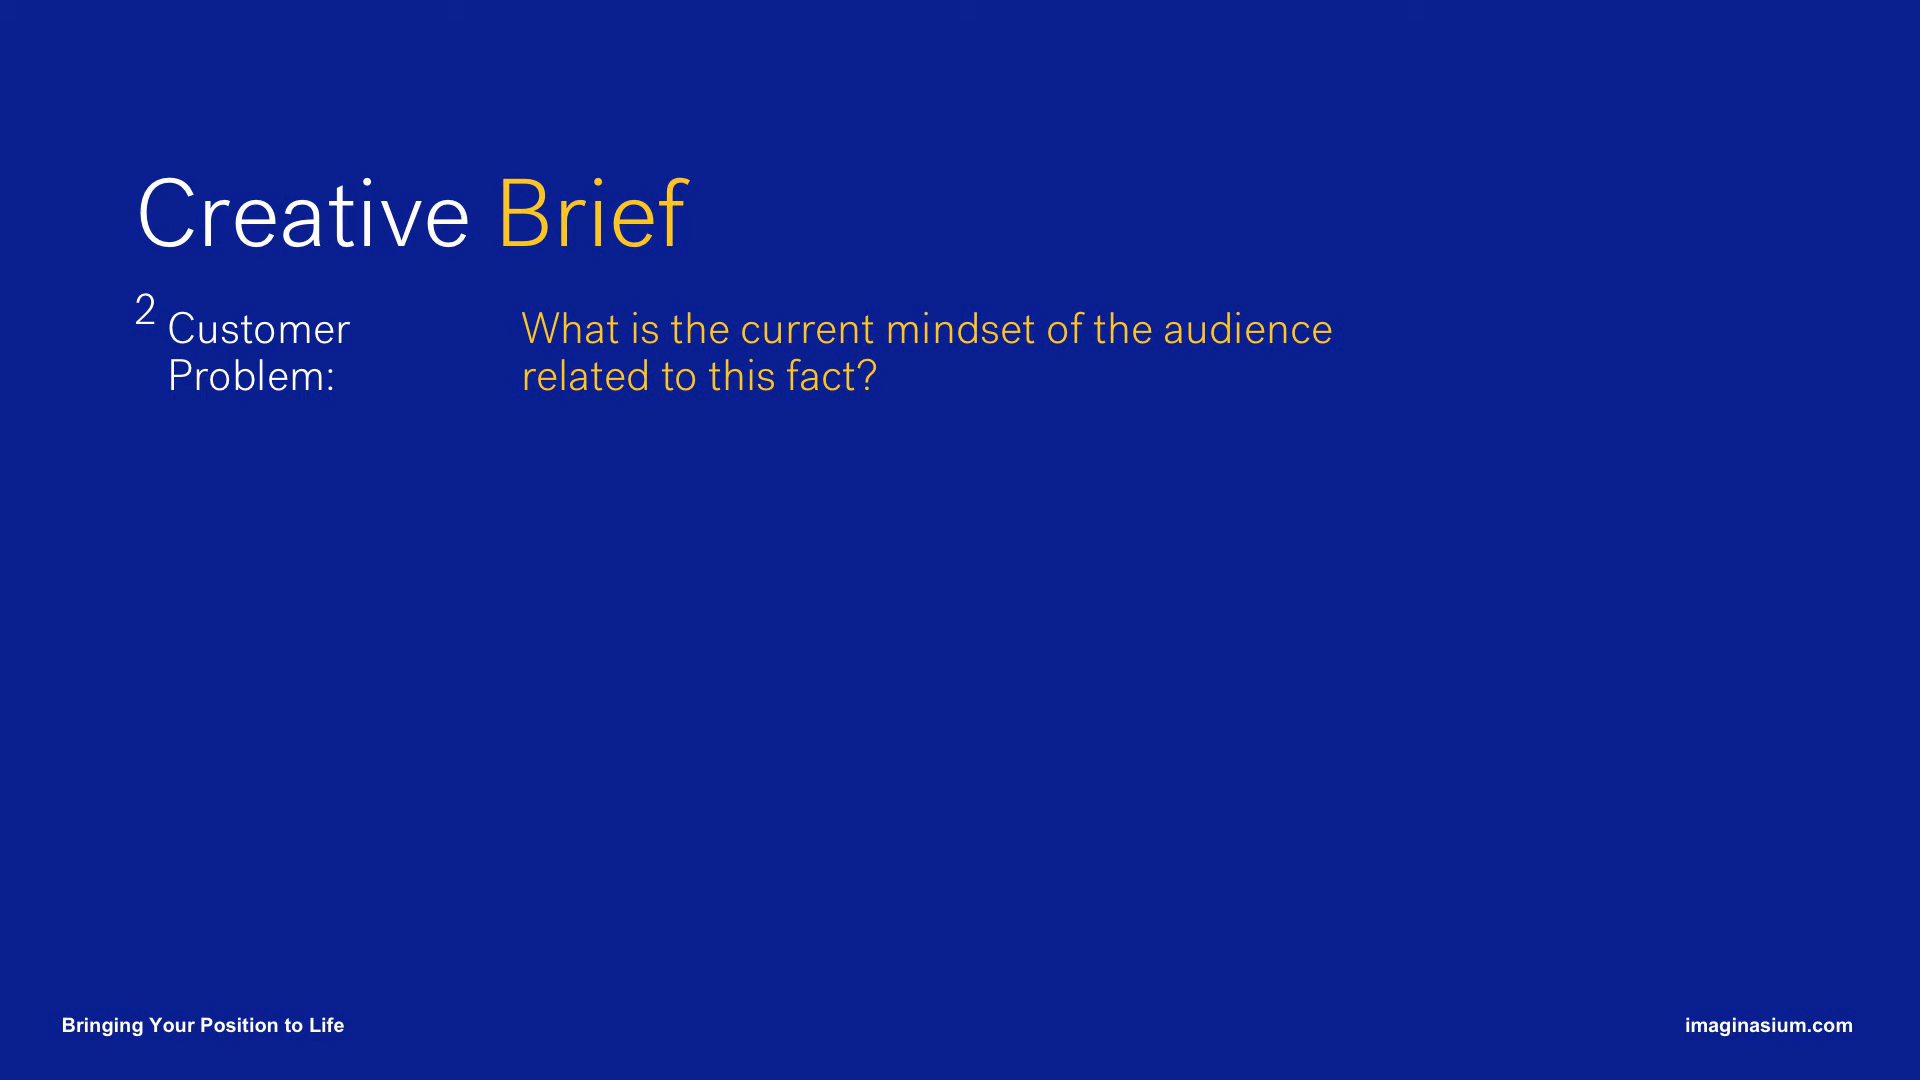 Creative Brief
2 Customer
Problem:
What is the current mindset of the audience
related to this fact?
Bringing Your Position to Life
imaginasium.com